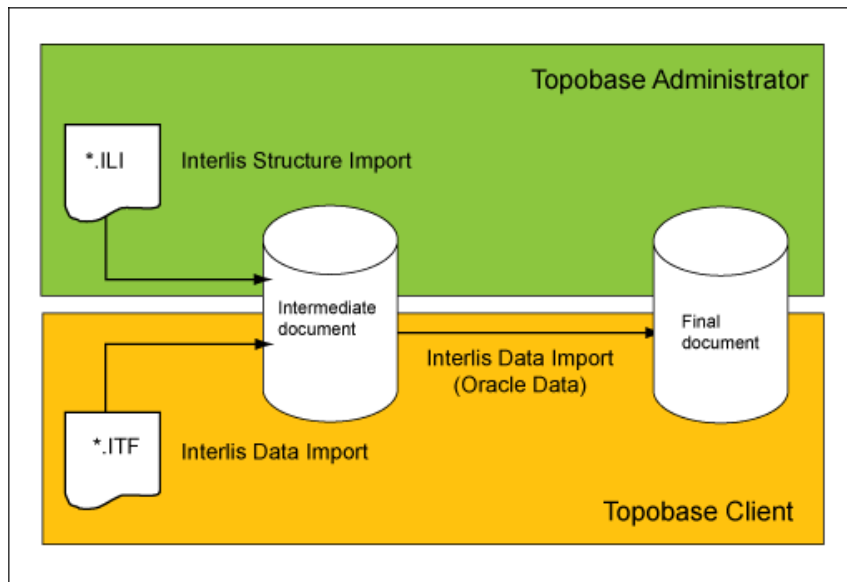 Topobase Administrator
*.ILI
Interlis Structure Import
Intermediate
document
Final
document
Interlis Data Import
(Oracle Data)
*.ITF
Interlis Data Import
Topobase Client